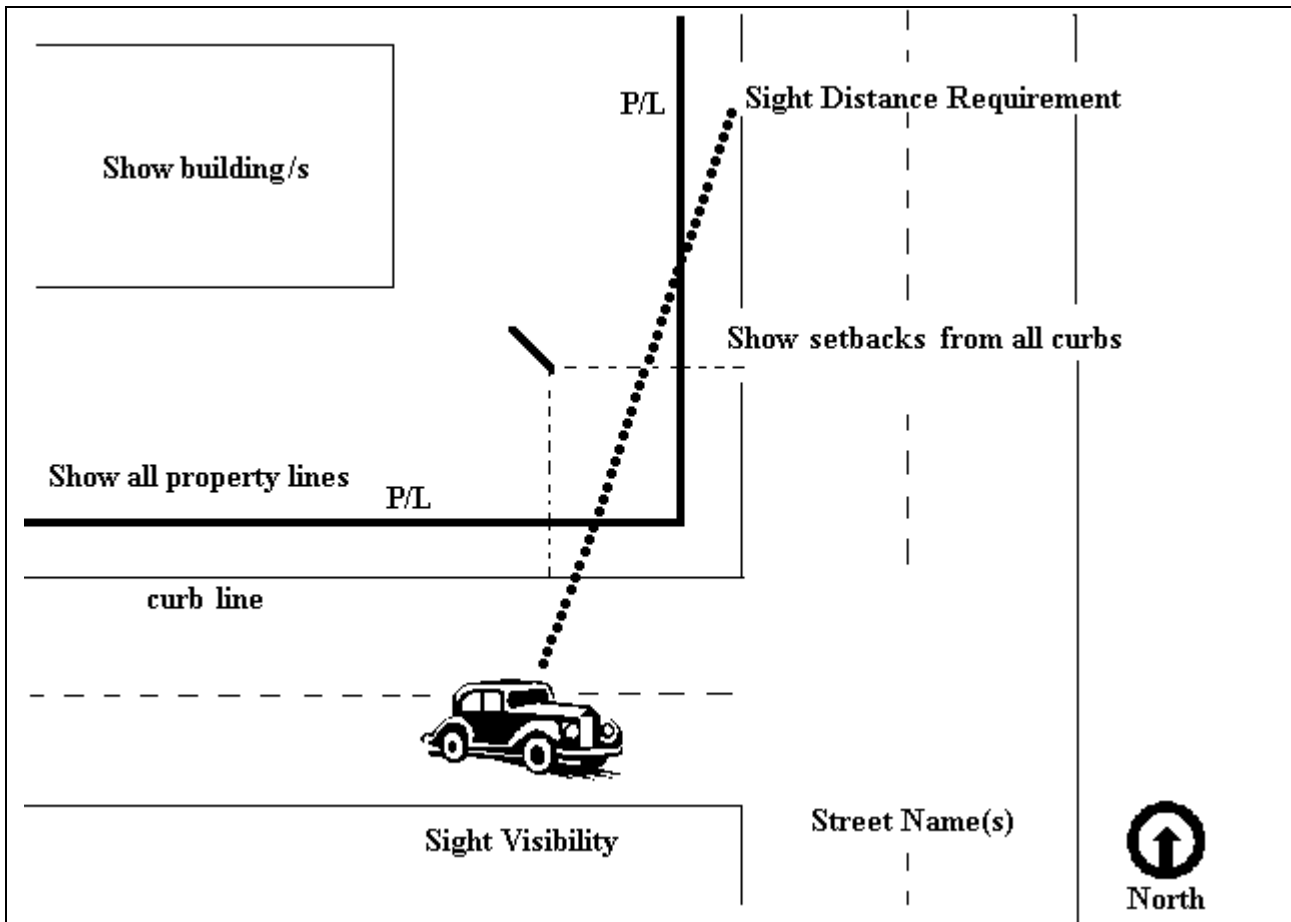 P/L
Sight Distance Requirement
Show building/s
Show setbacks from all curbs
Show all property lines
P/L
curb line
Street Name(s)
Sight Visibility
North